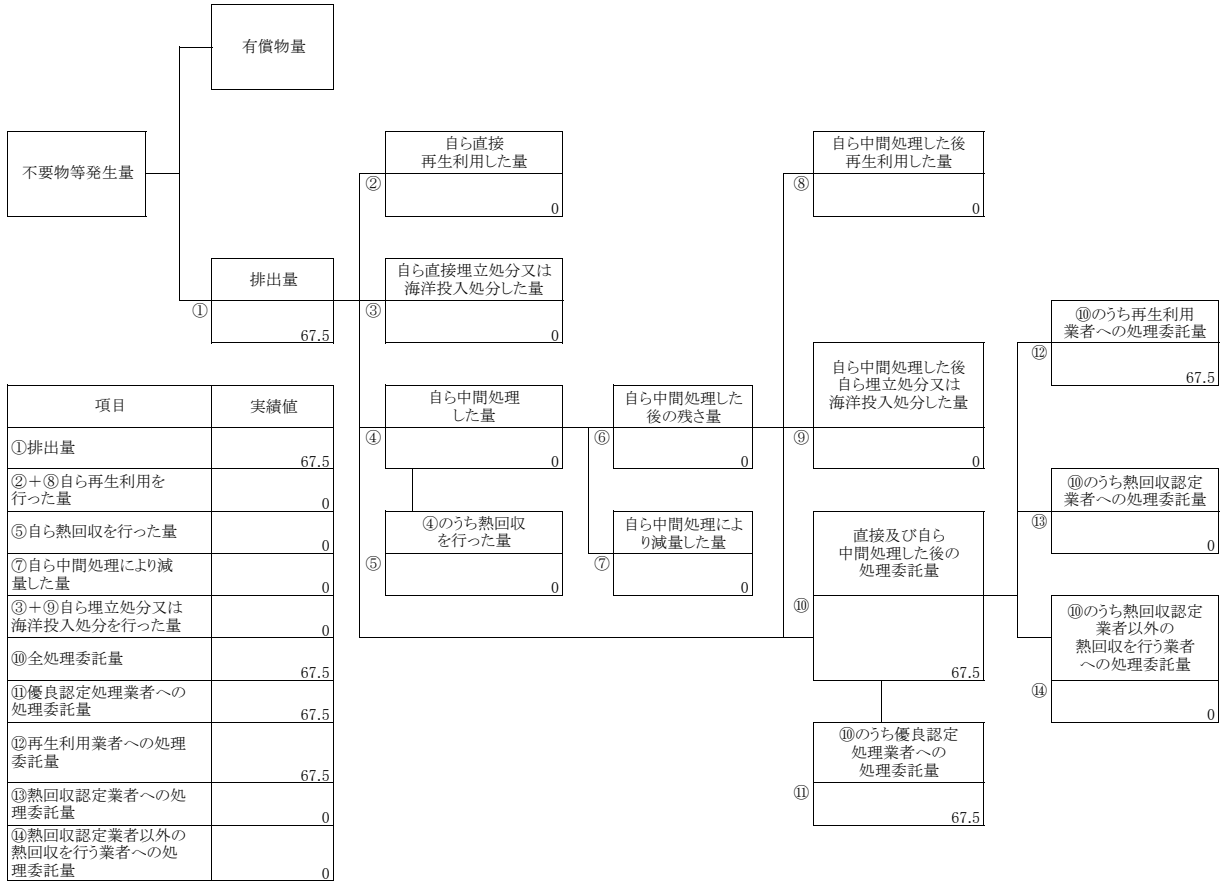 有償物量
不要物等発生量
自ら直接
再生利用した量
②
0
自ら中間処理した後
再生利用した量
⑧
0
排出量
①
67.5
自ら直接埋立処分又は
海洋投入処分した量
③
0
⑩のうち再生利用
業者への処理委託量
⑫
67.5
自ら中間処理した後
自ら埋立処分又は
海洋投入処分した量
⑨
0
自ら中間処理
した量
④
0
自ら中間処理した
後の残さ量
⑥
0
⑩のうち熱回収認定
業者への処理委託量
⑬
0
④のうち熱回収
を行った量
⑤
0
自ら中間処理によ
り減量した量
⑦
0
直接及び自ら
中間処理した後の
処理委託量
⑩
67.5
⑩のうち熱回収認定
業者以外の
熱回収を行う業者
への処理委託量
⑭
0
⑩のうち優良認定
処理業者への
処理委託量
⑪
67.5
項目 実績値
①排出量
67.5
②+⑧自ら再生利用を
行った量
0
⑤自ら熱回収を行った量
0
⑦自ら中間処理により減
量した量
0
③+⑨自ら埋立処分又は
海洋投入処分を行った量
0
⑩全処理委託量
67.5
⑪優良認定処理業者への
処理委託量
67.5
⑫再生利用業者への処理
委託量
67.5
⑬熱回収認定業者への処
理委託量
0
⑭熱回収認定業者以外の
熱回収を行う業者への処
理委託量
0